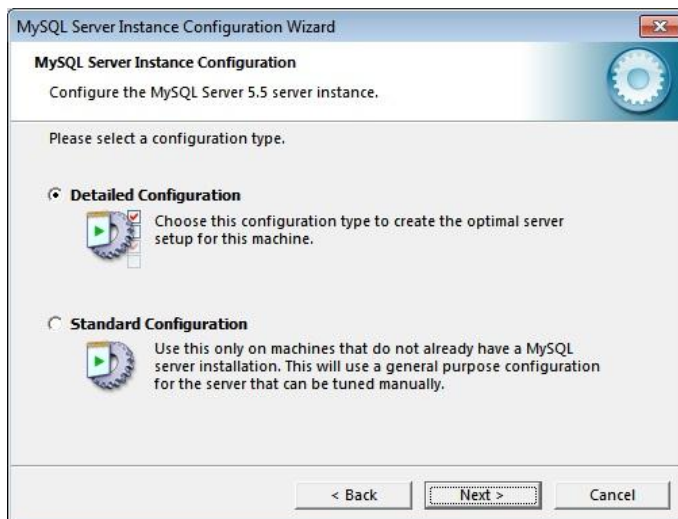 MySQL Server Instance Configuration Wizard
MySQL Server Instance Configuration
Configure the MySQL Server 5.5 server instance.
Please select a configuration type.
Detailed Configuration
Choose this configuration type to create the optimal server
setup for this machine.
Standard Configuration
Use this only on machines that do not already have a MySQL
server installation. This will use a general purpose configuration
for the server that can be tuned manually.
< Back
Next >
Cancel